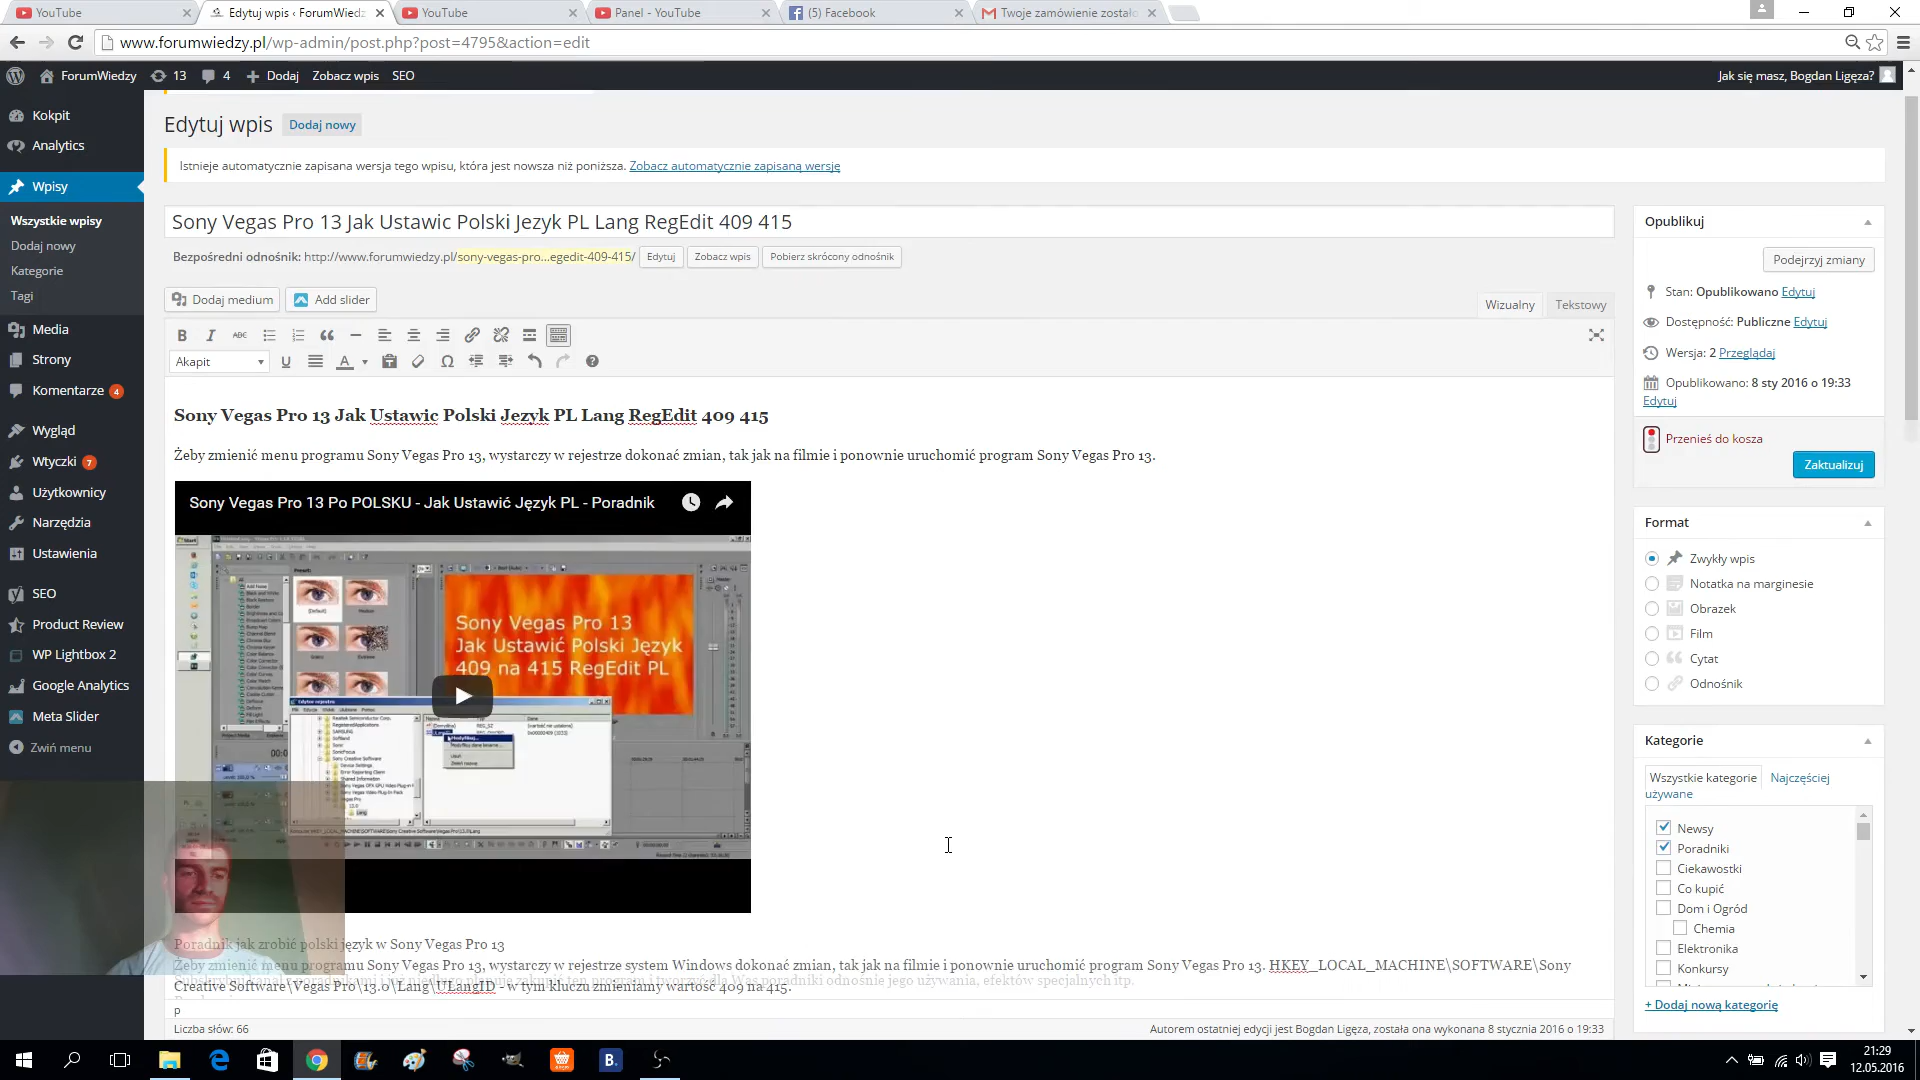 YouTube
Edytuj wpis ‹ ForumWiedz
YouTube
Panel - YouTube
(5) Facebook
Twoje zamówienie zostało
www.forumwiedzy.pl/wp-admin/post.php?post=4795&action=edit
ForumWiedzy 13 4 Dodaj Zobacz wpis SEO
Jak się masz, Bogdan Ligęza?
Kokpit
Analytics
Wpisy
Wszystkie wpisy
Dodaj nowy
Kategorie
Tagi
Media
Strony
Komentarze 4
Wygląd
Wtyczki 7
Użytkownicy
Narzędzia
Ustawienia
SEO
Product Review
WP Lightbox 2
Google Analytics
Meta Slider
Zwiń menu
Edytuj wpis Dodaj nowy
Istnieje automatycznie zapisana wersja tego wpisu, która jest nowsza niż poniższa. Zobacz automatycznie zapisaną wersję
Sony Vegas Pro 13 Jak Ustawic Polski Jezyk PL Lang RegEdit 409 415
Bezpośredni odnośnik: http://www.forumwiedzy.pl/sony-vegas-pro...egedit-409-415/ Edytuj Zobacz wpis Pobierz skrócony odnośnik
Dodaj medium Add slider
Wizualny Tekstowy
Akapit
Sony Vegas Pro 13 Jak Ustawic Polski Jezyk PL Lang RegEdit 409 415
Żeby zmienić menu programu Sony Vegas Pro 13, wystarczy w rejestrze dokonać zmian, tak jak na filmie i ponownie uruchomić program Sony Vegas Pro 13.
Sony Vegas Pro 13 Po POLSKU - Jak Ustawić Język PL - Poradnik
Sony Vegas Pro 13
Jak Ustawić Polski Język
409 na 415 RegEdit PL
Poradnik jak zrobić polski język w Sony Vegas Pro 13
Żeby zmienić menu programu Sony Vegas Pro 13, wystarczy w rejestrze system Windows dokonać zmian, tak jak na filmie i ponownie uruchomić program Sony Vegas Pro 13. HKEY_LOCAL_MACHINE\SOFTWARE\Sony
Creative Software\Vegas Pro\13.0\Lang\ULangID - w tym kluczu zmieniamy wartość 409 na 415.
p
Liczba słów: 66
Autorem ostatniej edycji jest Bogdan Ligęza, została ona wykonana 8 stycznia 2016 o 19:33
Opublikuj
Podejrzyj zmiany
Stan: Opublikowano Edytuj
Dostępność: Publiczne Edytuj
Wersja: 2 Przeglądaj
Opublikowano: 8 sty 2016 o 19:33
Edytuj
Przenieś do kosza
Zaktualizuj
Format
Zwykły wpis
Notatka na marginesie
Obrazek
Film
Cytat
Odnośnik
Kategorie
Wszystkie kategorie Najczęściej
używane
Newsy
Poradniki
Ciekawostki
Co kupić
Dom i Ogród
Chemia
Elektronika
Konkursy
+ Dodaj nową kategorię
21:29
12.05.2016